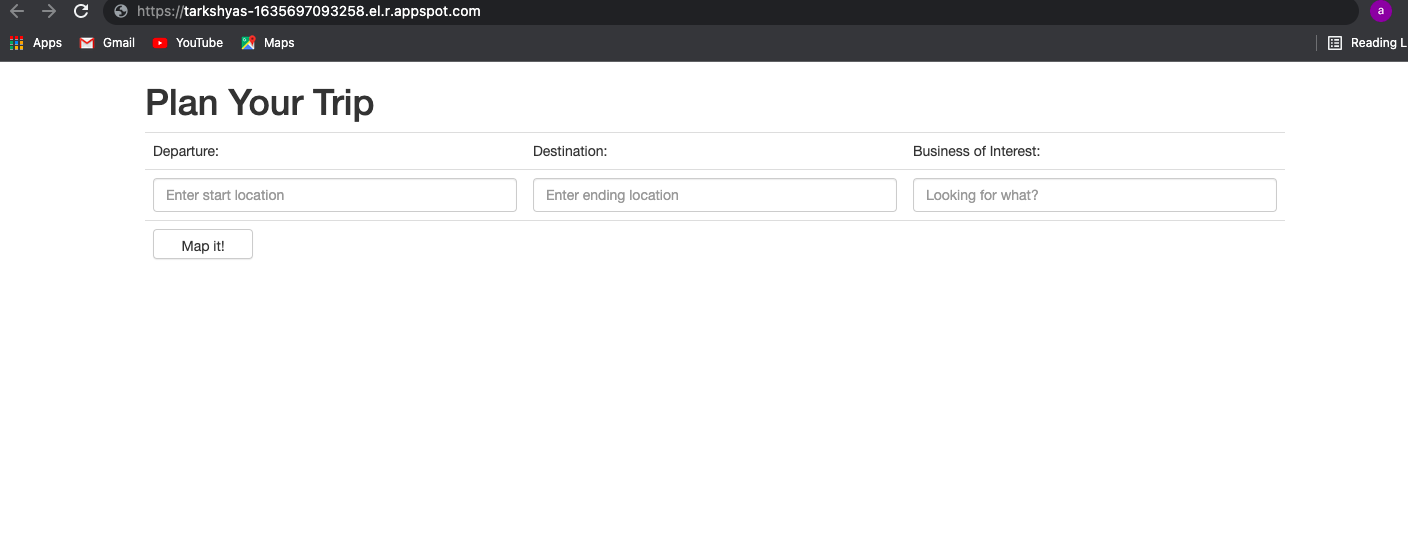 https://tarkshyas-1635697093258.el.r.appspot.com
a
Apps Gmail YouTube Maps Reading L
Plan Your Trip
Departure: Destination: Business of Interest:
Enter start location Enter ending location Looking for what?
Map it!